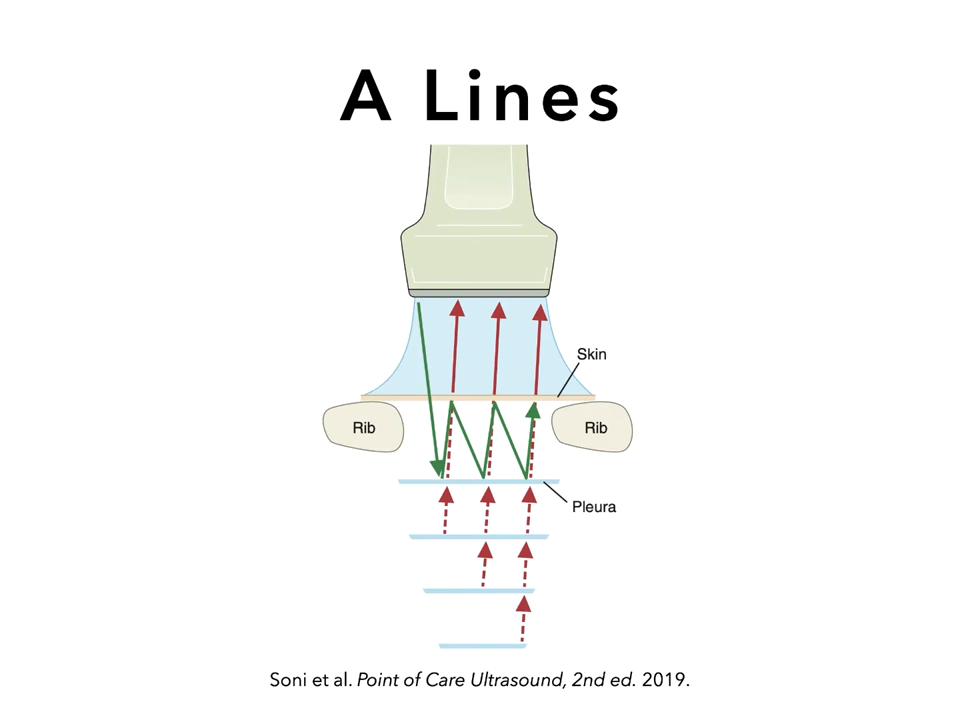 A Lines
Skin
Rib
Rib
Pleura
Soni et al. Point of Care Ultrasound, 2nd ed. 2019.